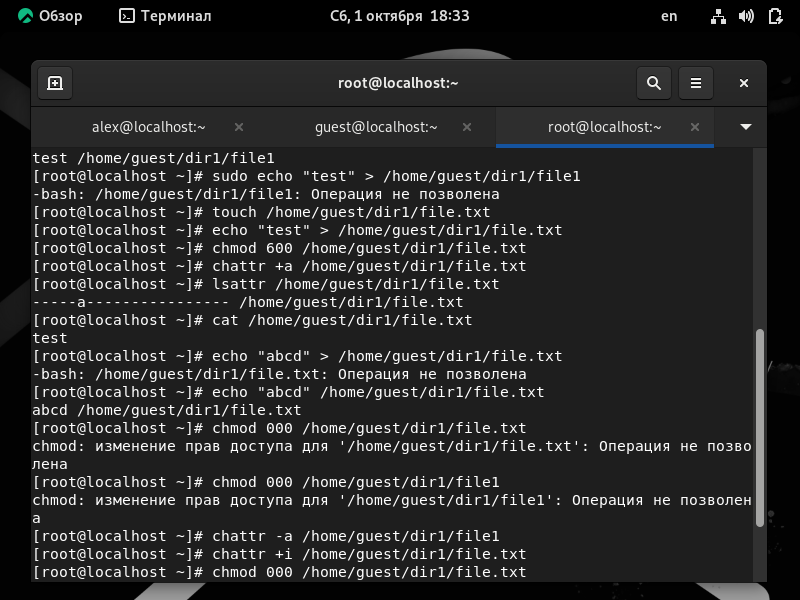 Обзор Терминал Сб, 1 октября 18:33 en
root@localhost:~
alex@localhost:~ guest@localhost:~ root@localhost:~
test /home/guest/dir1/file1
[root@localhost ~]# sudo echo "test" > /home/guest/dir1/file1
-bash: /home/guest/dir1/file1: Операция не позволена
[root@localhost ~]# touch /home/guest/dir1/file.txt
[root@localhost ~]# echo "test" > /home/guest/dir1/file.txt
[root@localhost ~]# chmod 600 /home/guest/dir1/file.txt
[root@localhost ~]# chattr +a /home/guest/dir1/file.txt
[root@localhost ~]# lsattr /home/guest/dir1/file.txt
-----a---------------- /home/guest/dir1/file.txt
[root@localhost ~]# cat /home/guest/dir1/file.txt
test
[root@localhost ~]# echo "abcd" > /home/guest/dir1/file.txt
-bash: /home/guest/dir1/file.txt: Операция не позволена
[root@localhost ~]# echo "abcd" /home/guest/dir1/file.txt
abcd /home/guest/dir1/file.txt
[root@localhost ~]# chmod 000 /home/guest/dir1/file.txt
chmod: изменение прав доступа для '/home/guest/dir1/file.txt': Операция не позво
лена
[root@localhost ~]# chmod 000 /home/guest/dir1/file1
chmod: изменение прав доступа для '/home/guest/dir1/file1': Операция не позволен
а
[root@localhost ~]# chattr -a /home/guest/dir1/file1
[root@localhost ~]# chattr +i /home/guest/dir1/file.txt
[root@localhost ~]# chmod 000 /home/guest/dir1/file.txt